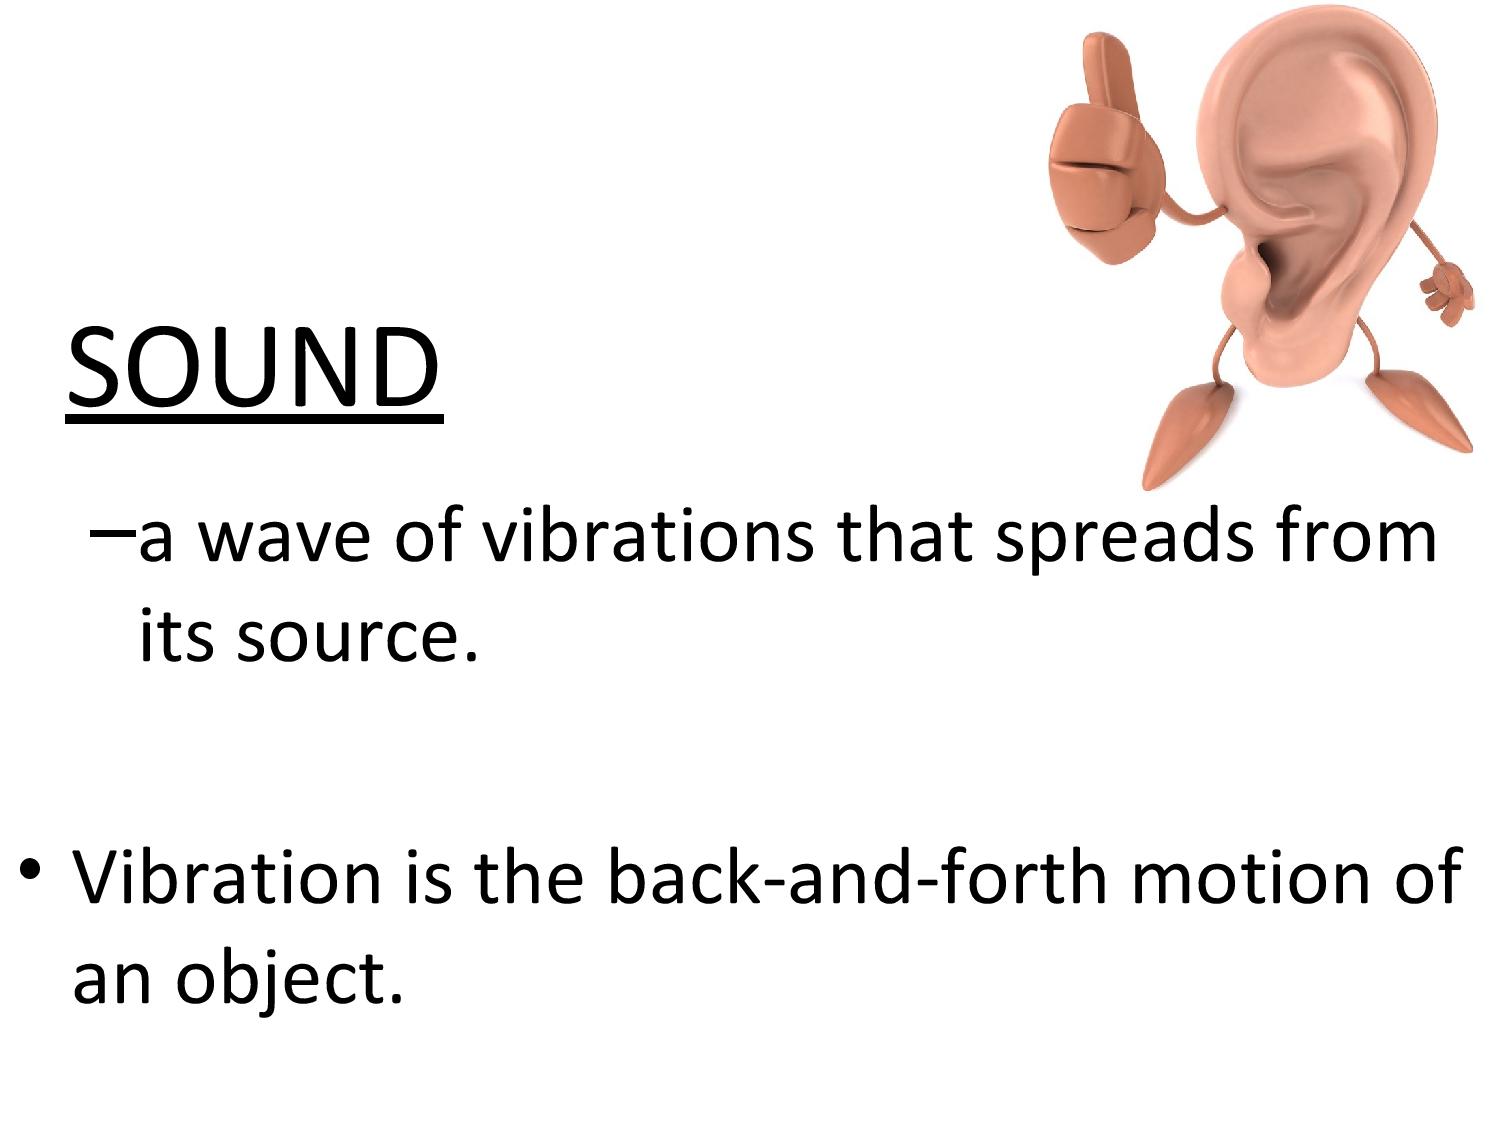 SOUND
–a wave of vibrations that spreads from
its source.
• Vibration is the back-and-forth motion of
an object.